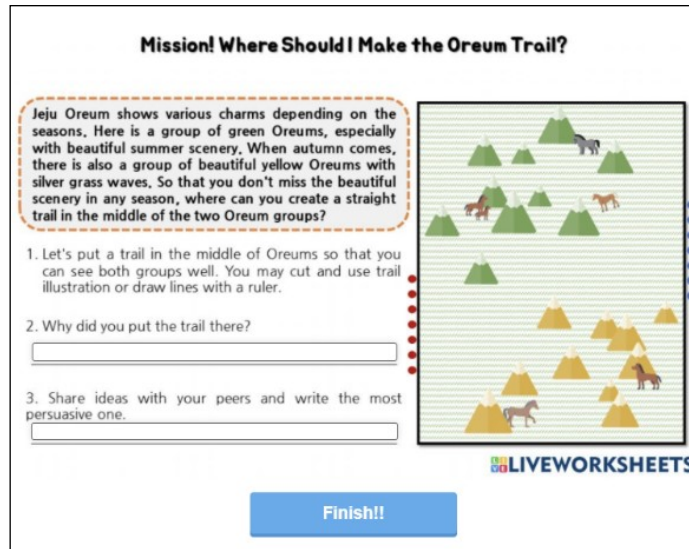 Mission! Where Should I Make the Oreum Trail?
Jeju Oreum shows various charms depending on the
seasons. Here is a group of green Oreums, especially
with beautiful summer scenery. When autumn comes,
there is also a group of beautiful yellow Oreums with
silver grass waves. So that you don't miss the beautiful
scenery in any season, where can you create a straight
trail in the middle of the two Oreum groups?
1. Let's put a trail in the middle of Oreums so that you
can see both groups well. You may cut and use trail
illustration or draw lines with a ruler.
2. Why did you put the trail there?
3. Share ideas with your peers and write the most
persuasive one.
LIVE LIVEWORKSHEETS
Finish!!